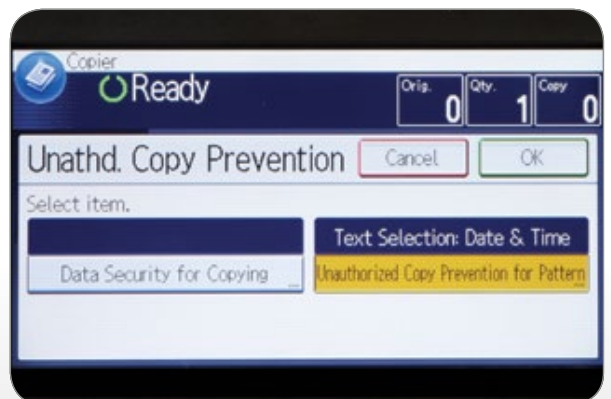 Copier
Ready
Orig. 0 Qty. 1 Copy 0
Unathd. Copy Prevention Cancel OK
Select item.
Text Selection: Date & Time
Data Security for Copying Unauthorized Copy Prevention for Pattern